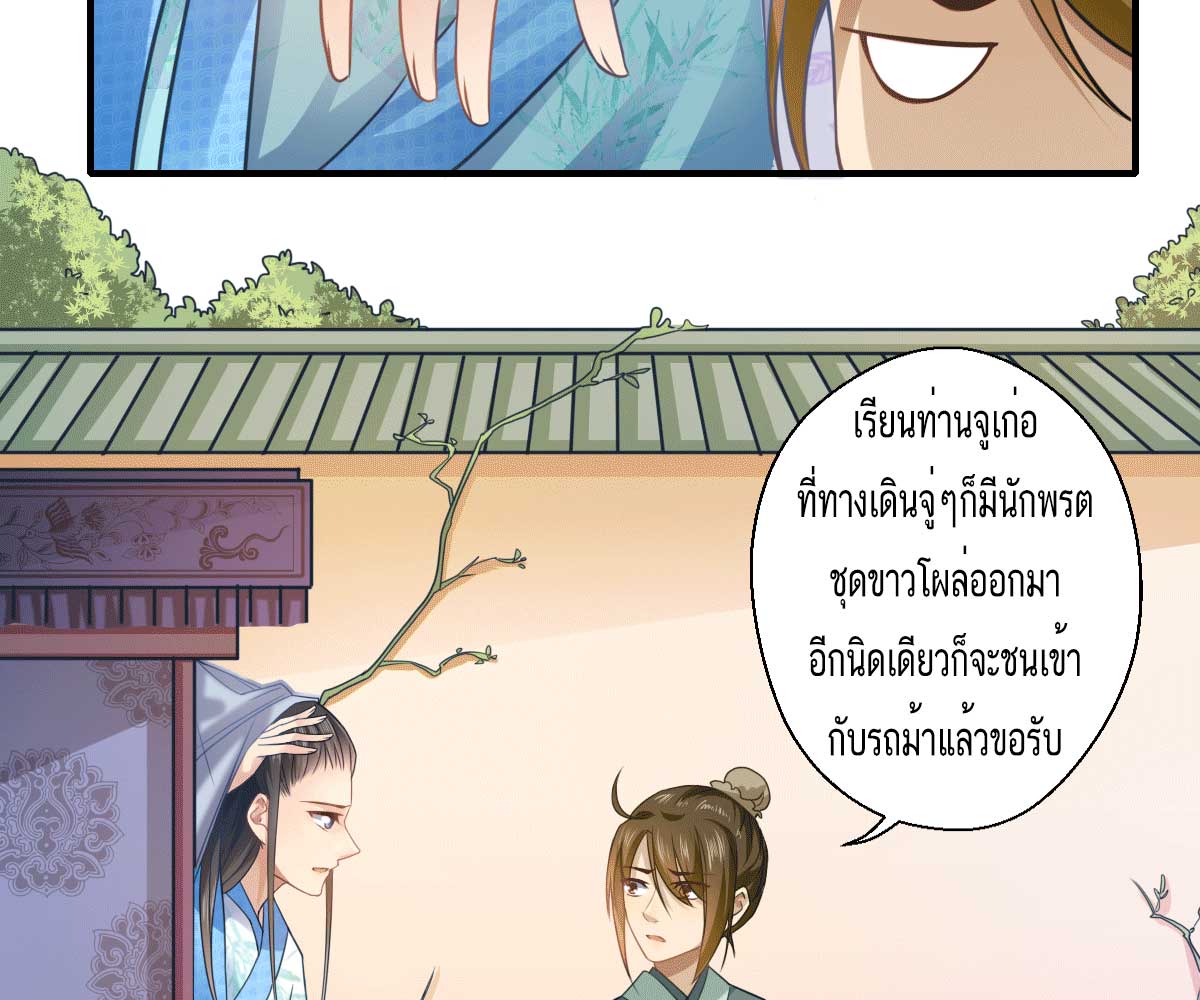 เรียนท่านจูเก่อ
ที่ทางเดินจู่ๆก็มีนักพรต
ชุดขาวโผล่ออกมา
อีกนิดเดียวก็จะชนเข้า
กับรถม้าแล้วขอรับ